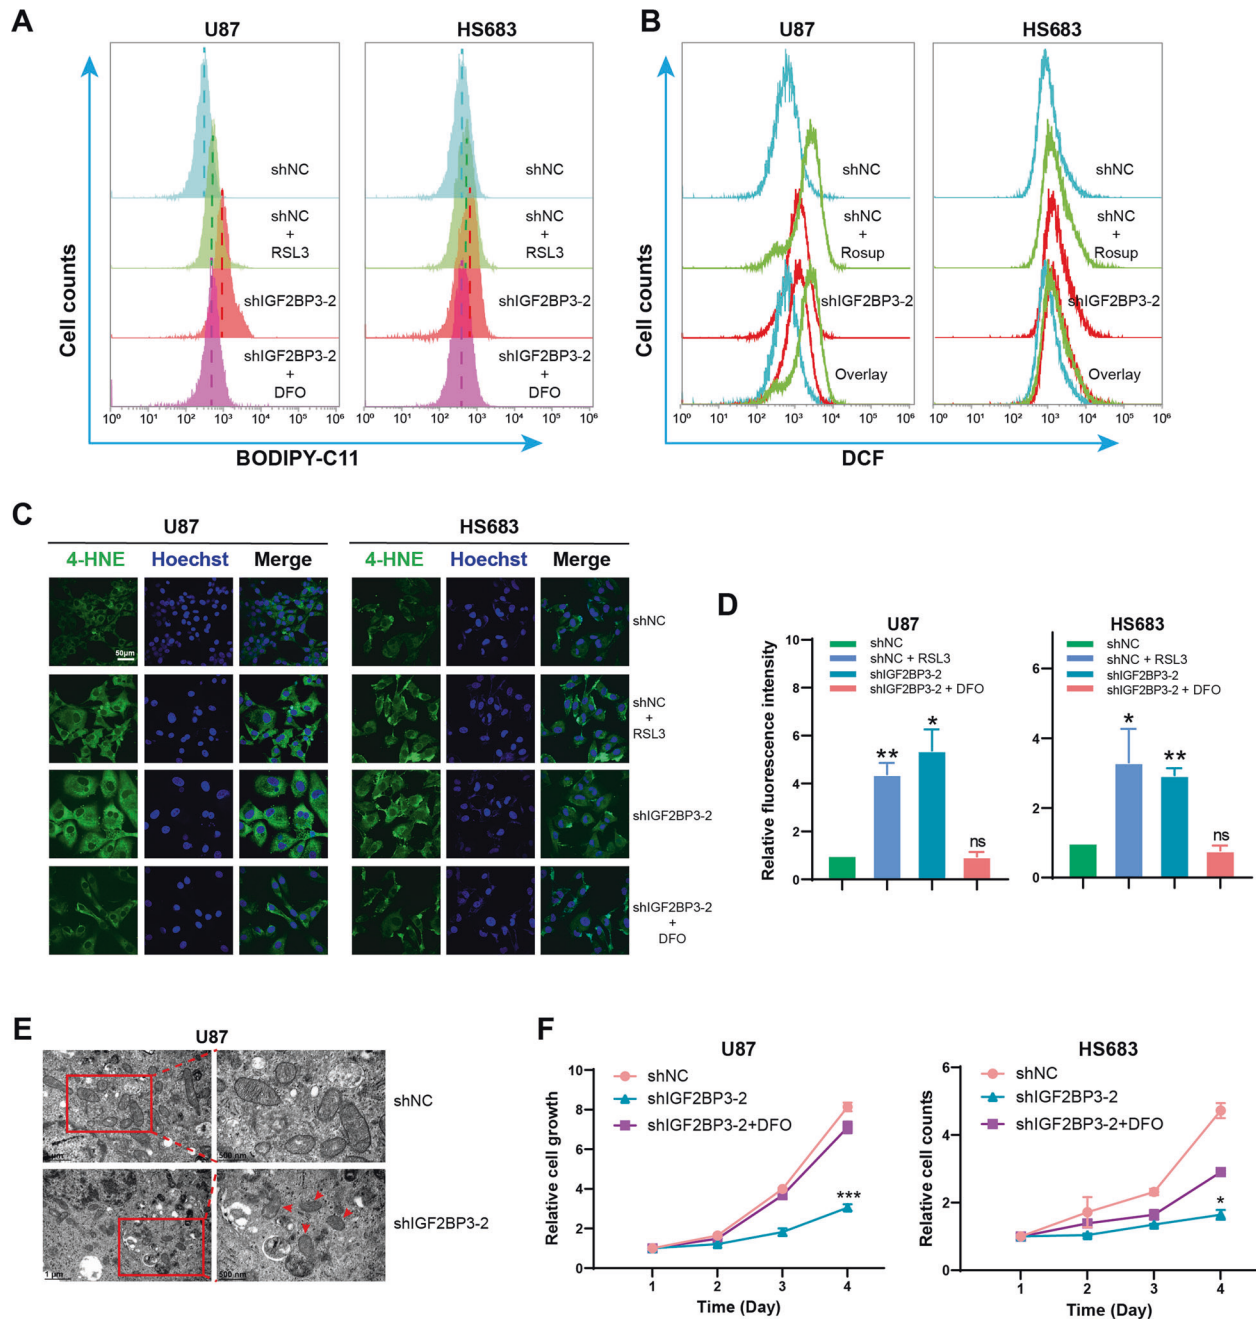 A
U87
HS683
shNC
shNC
+
RSL3
shIGF2BP3-2
shIGF2BP3-2
+
DFO
shNC
shNC
+
RSL3
shIGF2BP3-2
shIGF2BP3-2
+
DFO
Cell counts
10⁰ 10¹ 10² 10³ 10⁴ 10⁵ 10⁶
10⁰ 10¹ 10² 10³ 10⁴ 10⁵ 10⁶
BODIPY-C11
B
U87
HS683
shNC
shNC
+
Rosup
shIGF2BP3-2
Overlay
shNC
shNC
+
Rosup
shIGF2BP3-2
Overlay
Cell counts
10⁰ 10¹ 10² 10³ 10⁴ 10⁵ 10⁶
10⁰ 10¹ 10² 10³ 10⁴ 10⁵ 10⁶
DCF
C
U87
HS683
4-HNE Hoechst Merge
4-HNE Hoechst Merge
50μm
shNC
shNC
+
RSL3
shIGF2BP3-2
shIGF2BP3-2
+
DFO
D
U87
Relative fluorescence intensity
10
8
6
4
2
0
shNC
shNC + RSL3
shIGF2BP3-2
shIGF2BP3-2 + DFO
**
*
ns
HS683
6
4
2
0
shNC
shNC + RSL3
shIGF2BP3-2
shIGF2BP3-2 + DFO
*
**
ns
E
U87
500 nm
shNC
1 μm
500 nm
shIGF2BP3-2
F
U87
Relative cell growth
10
8
6
4
2
0
shNC
shIGF2BP3-2
shIGF2BP3-2+DFO
***
1 2 3 4
Time (Day)
HS683
Relative cell counts
6
4
2
0
shNC
shIGF2BP3-2
shIGF2BP3-2+DFO
*
1 2 3 4
Time (Day)